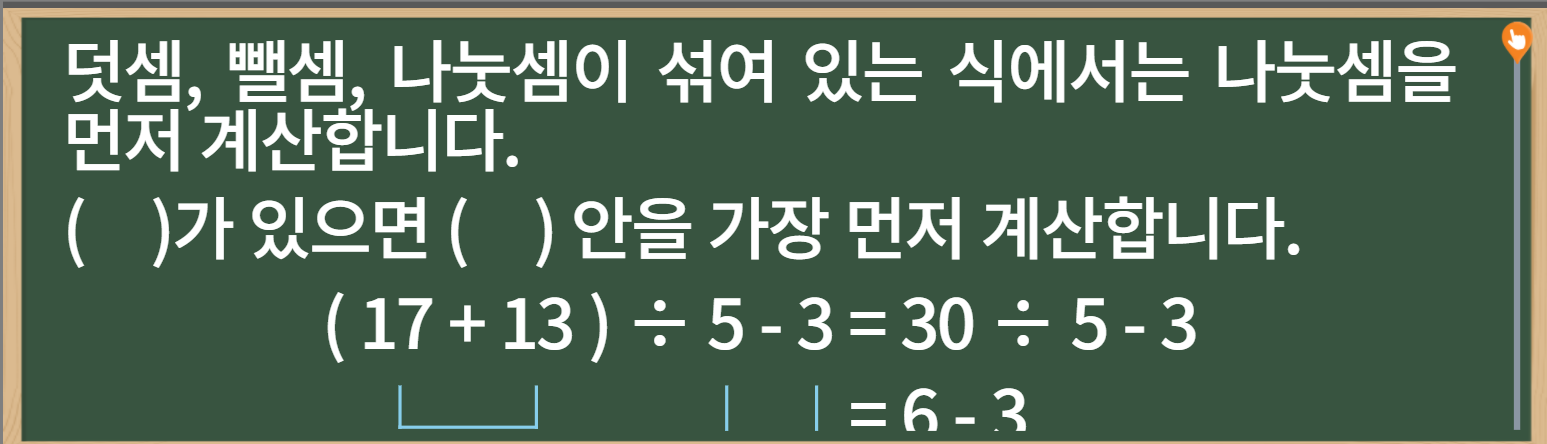 덧셈, 뺄셈, 나눗셈이 섞여 있는 식에서는 나눗셈을
먼저 계산합니다.
(    )가 있으면 (    ) 안을 가장 먼저 계산합니다.
( 17 + 13 ) ÷ 5 - 3 = 30 ÷ 5 - 3
= 6 - 3